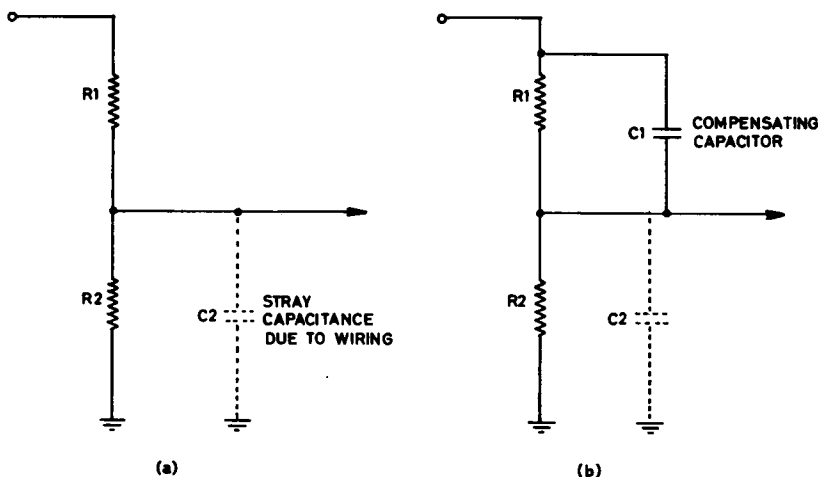 R1
R2
C2
STRAY
CAPACITANCE
DUE TO WIRING
(a)
R1
C1
COMPENSATING
CAPACITOR
R2
C2
(b)